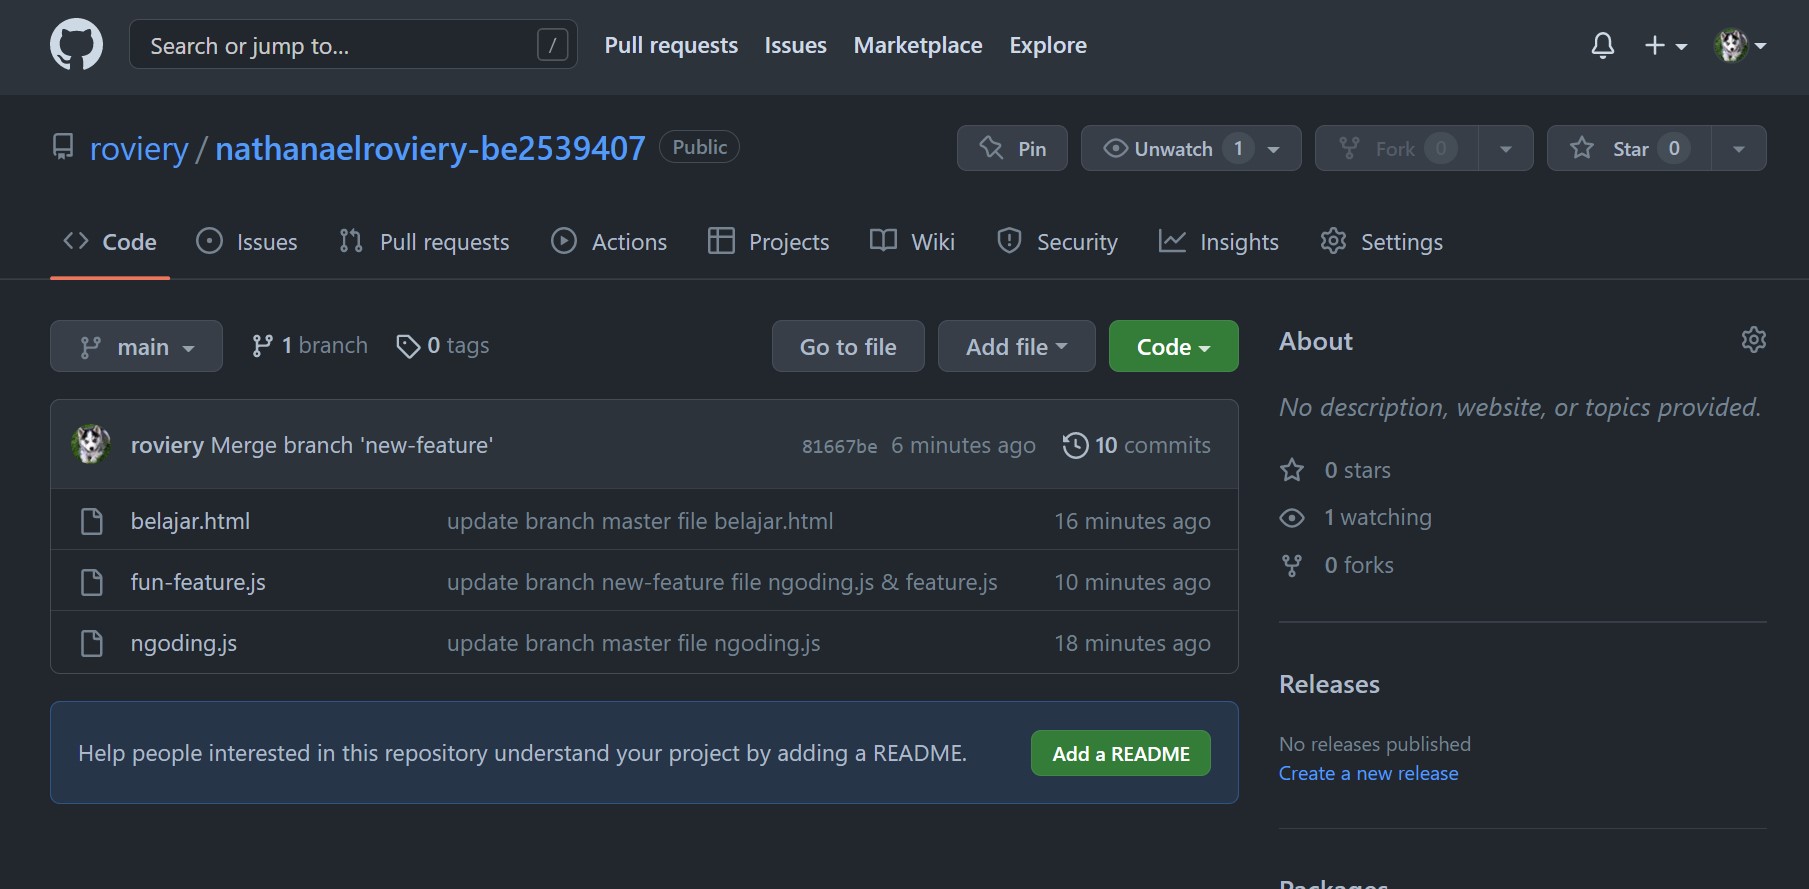 Search or jump to... /
Pull requests Issues Marketplace Explore
roviery / nathanaelroviery-be2539407 Public
Pin Unwatch 1 Fork 0 Star 0
Code Issues Pull requests Actions Projects Wiki Security Insights Settings
main 1 branch 0 tags Go to file Add file Code
roviery Merge branch 'new-feature' 81667be 6 minutes ago 10 commits
belajar.html update branch master file belajar.html 16 minutes ago
fun-feature.js update branch new-feature file ngoding.js & feature.js 10 minutes ago
ngoding.js update branch master file ngoding.js 18 minutes ago
Help people interested in this repository understand your project by adding a README. Add a README
About
No description, website, or topics provided.
0 stars
1 watching
0 forks
Releases
No releases published
Create a new release
Packages